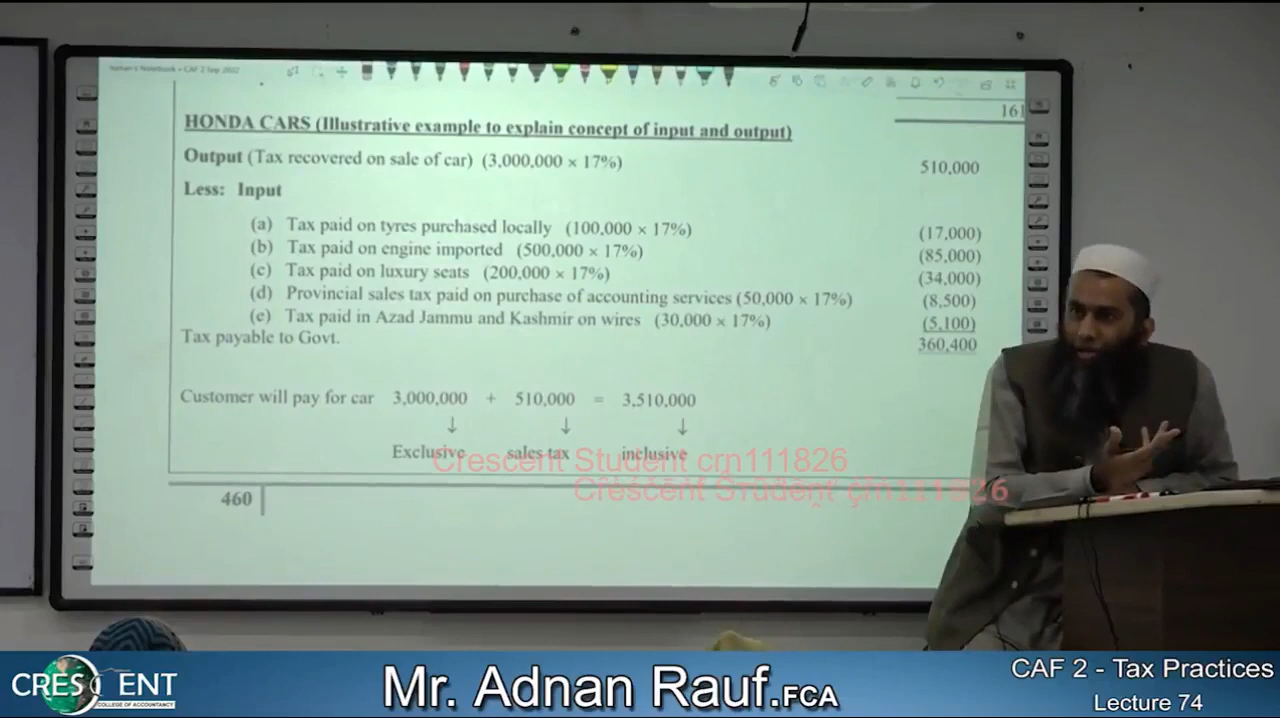 161
HONDA CARS (Illustrative example to explain concept of input and output)
Output (Tax recovered on sale of car) (3,000,000 × 17%) 510,000
Less: Input
(a) Tax paid on tyres purchased locally (100,000 × 17%) (17,000)
(b) Tax paid on engine imported (500,000 × 17%) (85,000)
(c) Tax paid on luxury seats (200,000 × 17%) (34,000)
(d) Provincial sales tax paid on purchase of accounting services (50,000 × 17%) (8,500)
(e) Tax paid in Azad Jammu and Kashmir on wires (30,000 × 17%) (5,100)
Tax payable to Govt. 360,400
Customer will pay for car 3,000,000 + 510,000 = 3,510,000
↓ ↓ ↓
Exclusive sales tax inclusive
Crescent Student crn111826
Crescent Student crn111826
460
CRESCENT
COLLEGE OF ACCOUNTANCY
Mr. Adnan Rauf.FCA
CAF 2 - Tax Practices
Lecture 74